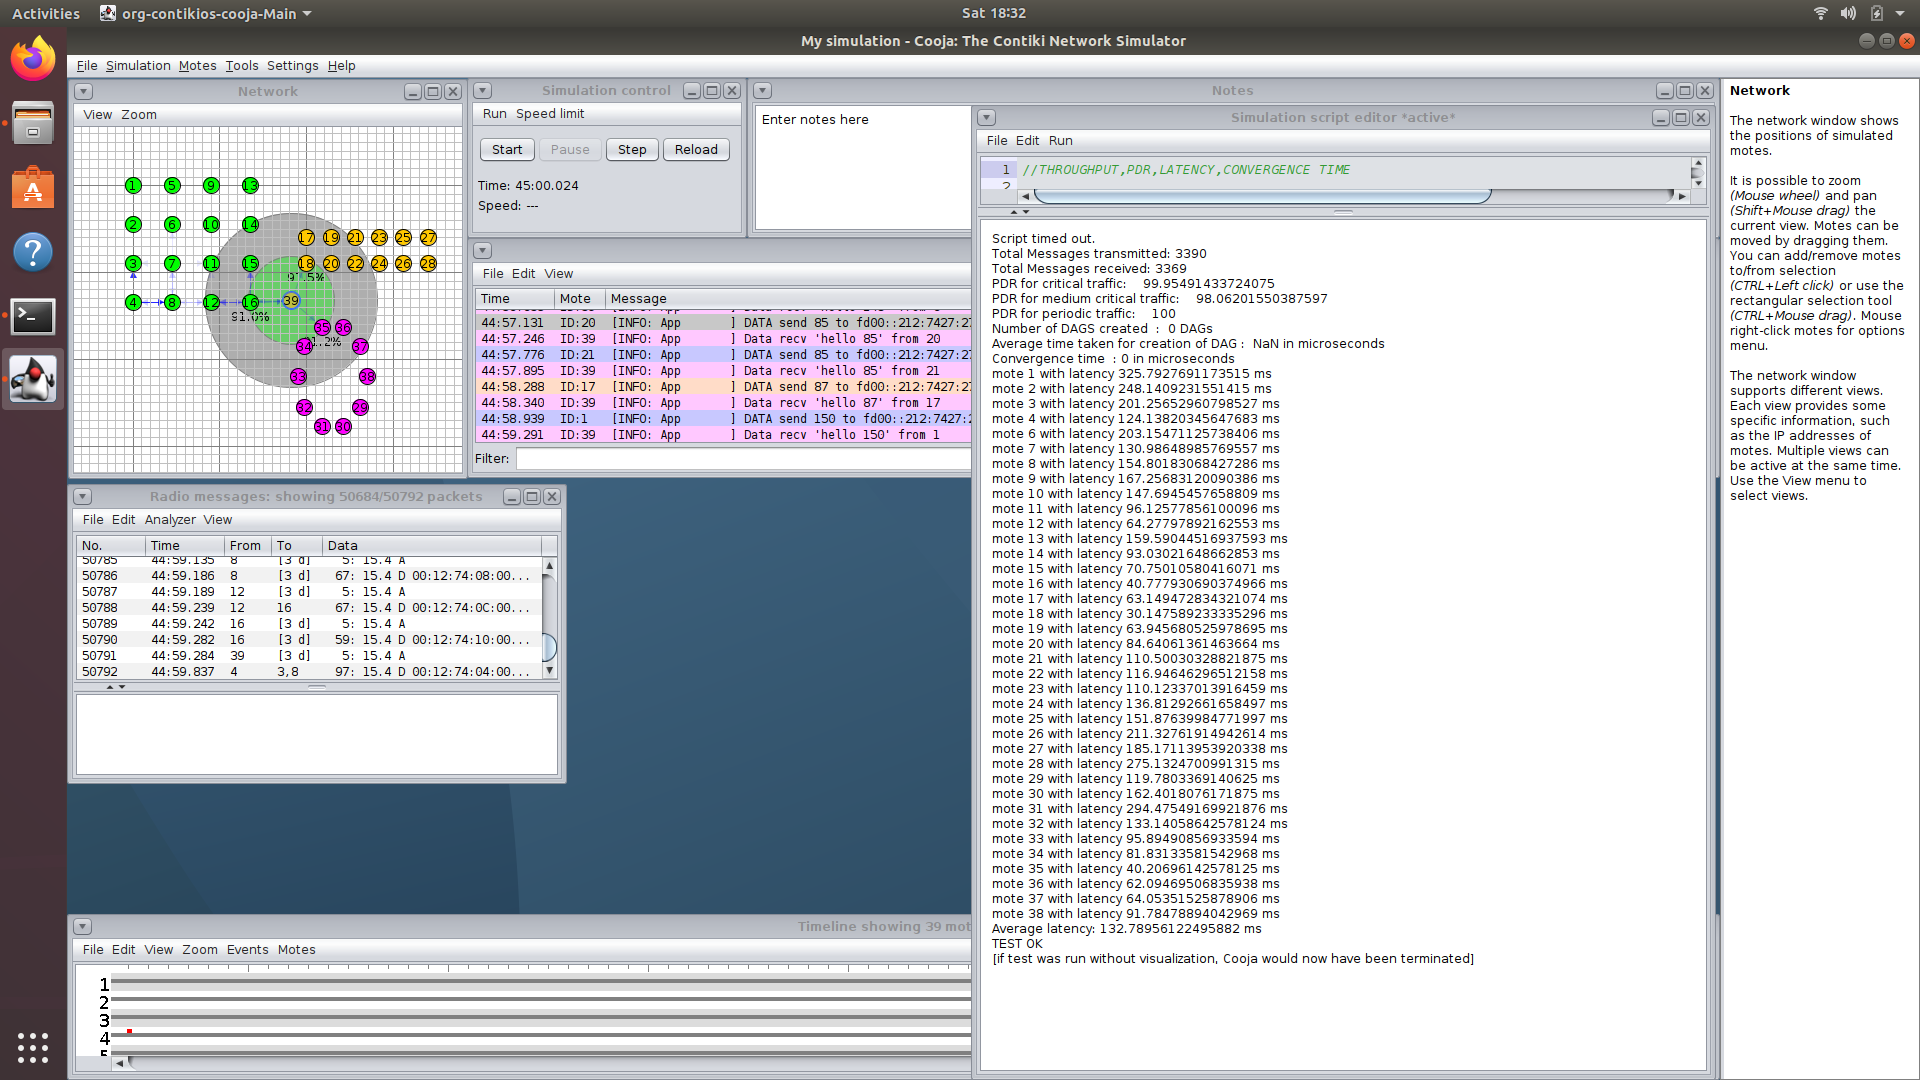 Activities
org-contikios-cooja-Main
Sat 18:32
My simulation - Cooja: The Contiki Network Simulator
File Simulation Motes Tools Settings Help
Network
View Zoom
1 5 9 13
2 6 10 14
17 19 21 23 25 27
3 7 11 15 18 20 22 24 26 28
4 8 12 16 39
91.0%
35 36
34 37
33 38
32 29
31 30
Simulation control
Run Speed limit
Start Pause Step Reload
Time: 45:00.024
Speed: ---
Notes
Enter notes here
File Edit View
Time Mote Message
44:57.131 ID:20 [INFO: App ] DATA send 85 to fd00::212:7427:2
44:57.246 ID:39 [INFO: App ] Data recv 'hello 85' from 20
44:57.776 ID:21 [INFO: App ] DATA send 85 to fd00::212:7427:2
44:57.895 ID:39 [INFO: App ] Data recv 'hello 85' from 21
44:58.288 ID:17 [INFO: App ] DATA send 87 to fd00::212:7427:2
44:58.340 ID:39 [INFO: App ] Data recv 'hello 87' from 17
44:58.939 ID:1 [INFO: App ] DATA send 150 to fd00::212:7427:
44:59.291 ID:39 [INFO: App ] Data recv 'hello 150' from 1
Filter:
Radio messages: showing 50684/50792 packets
File Edit Analyzer View
No. Time From To Data
50785 44:59.135 8 [3 d] 5: 15.4 A
50786 44:59.186 8 [3 d] 67: 15.4 D 00:12:74:08:00...
50787 44:59.189 12 [3 d] 5: 15.4 A
50788 44:59.239 12 16 67: 15.4 D 00:12:74:0C:00...
50789 44:59.242 16 [3 d] 5: 15.4 A
50790 44:59.282 16 [3 d] 59: 15.4 D 00:12:74:10:00...
50791 44:59.284 39 [3 d] 5: 15.4 A
50792 44:59.837 4 3,8 97: 15.4 D 00:12:74:04:00...
Timeline showing 39 mot
File Edit View Zoom Events Motes
1
2
3
4
5
Simulation script editor *active*
File Edit Run
1 //THROUGHPUT,PDR,LATENCY,CONVERGENCE TIME
2
Script timed out.
Total Messages transmitted: 3390
Total Messages received: 3369
PDR for critical traffic: 99.95491433724075
PDR for medium critical traffic: 98.06201550387597
PDR for periodic traffic: 100
Number of DAGS created : 0 DAGs
Average time taken for creation of DAG : NaN in microseconds
Convergence time : 0 in microseconds
mote 1 with latency 325.7927691173515 ms
mote 2 with latency 248.1409231551415 ms
mote 3 with latency 201.25652960798527 ms
mote 4 with latency 124.13820345647683 ms
mote 6 with latency 203.15471125738406 ms
mote 7 with latency 130.98648985769557 ms
mote 8 with latency 154.80183068427286 ms
mote 9 with latency 167.25683120090386 ms
mote 10 with latency 147.6945457658809 ms
mote 11 with latency 96.12577856100096 ms
mote 12 with latency 64.27797892162553 ms
mote 13 with latency 159.59044516937593 ms
mote 14 with latency 93.03021648662853 ms
mote 15 with latency 70.75010580416071 ms
mote 16 with latency 40.777930690374966 ms
mote 17 with latency 63.149472834321074 ms
mote 18 with latency 30.147589233335296 ms
mote 19 with latency 63.945680525978695 ms
mote 20 with latency 84.640613614636​64 ms
mote 21 with latency 110.50030328821875 ms
mote 22 with latency 116.94646296512158 ms
mote 23 with latency 110.12337013916459 ms
mote 24 with latency 136.81292661658497 ms
mote 25 with latency 151.87639984771997 ms
mote 26 with latency 211.32761914942614 ms
mote 27 with latency 185.17113953920338 ms
mote 28 with latency 275.1324700991315 ms
mote 29 with latency 119.7803369140625 ms
mote 30 with latency 162.4018076171875 ms
mote 31 with latency 294.47549169921876 ms
mote 32 with latency 133.14058642578124 ms
mote 33 with latency 95.89490856933594 ms
mote 34 with latency 81.83133581542968 ms
mote 35 with latency 40.20696142578125 ms
mote 36 with latency 62.09469506835938 ms
mote 37 with latency 64.05351525878906 ms
mote 38 with latency 91.78478894042969 ms
Average latency: 132.78956122495882 ms
TEST OK
[if test was run without visualization, Cooja would now have been terminated]
Network
The network window shows
the positions of simulated
motes.
It is possible to zoom
(Mouse wheel) and pan
(Shift+Mouse drag) the
current view. Motes can be
moved by dragging them.
You can add/remove motes
to/from selection
(CTRL+Left click) or use the
rectangular selection tool
(CTRL+Mouse drag). Mouse
right-click motes for options
menu.
The network window
supports different views.
Each view provides some
specific information, such
as the IP addresses of
motes. Multiple views can
be active at the same time.
Use the View menu to
select views.